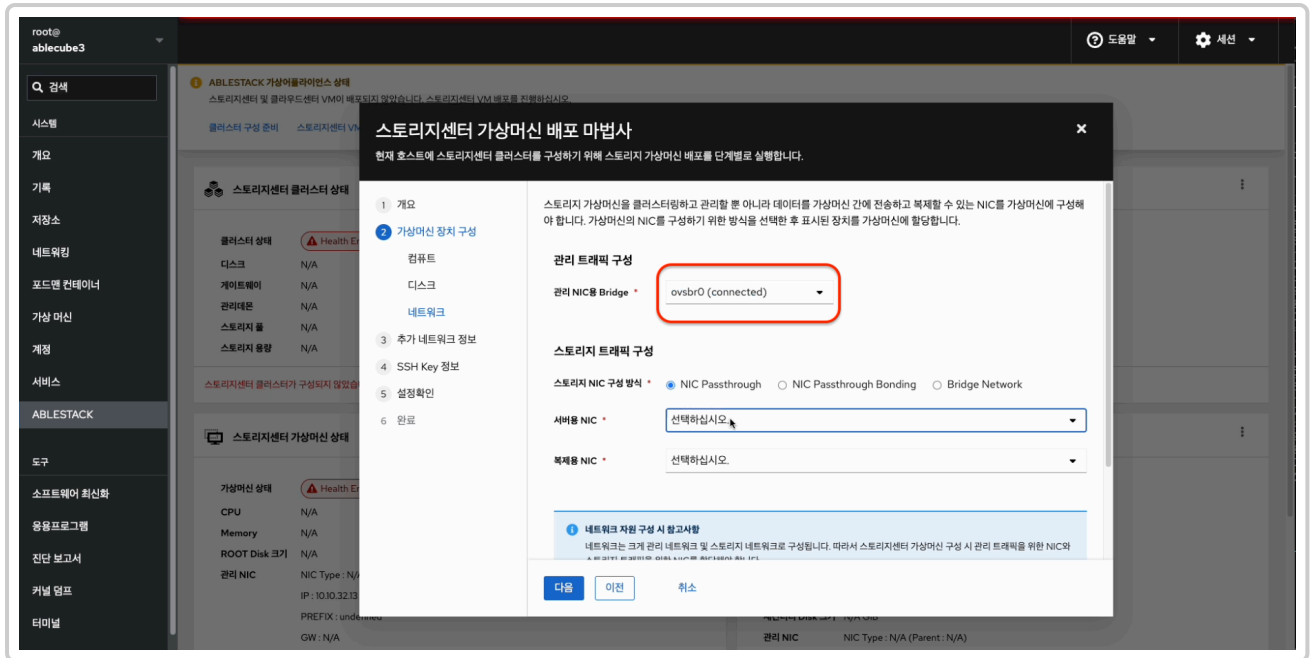 root@
ablecube3
도움말
세션
검색
시스템
개요
기록
저장소
네트워킹
포드맨 컨테이너
가상 머신
계정
서비스
ABLESTACK
도구
소프트웨어 최신화
응용프로그램
진단 보고서
커널 덤프
터미널
ABLESTACK 가상어플라이언스 상태
스토리지센터 및 클라우드센터 VM이 배포되지 않았습니다. 스토리지센터 VM 배포를 진행하십시오.
클러스터 구성 준비 스토리지센터 VM
스토리지센터 클러스터 상태
클러스터 상태 Health Er
디스크 N/A
게이트웨이 N/A
관리데몬 N/A
스토리지 풀 N/A
스토리지 용량 N/A
스토리지센터 클러스터가 구성되지 않았습
스토리지센터 가상머신 상태
가상머신 상태 Health Er
CPU N/A
Memory N/A
ROOT Disk 크기 N/A
관리 NIC NIC Type : N/A
IP : 10.10.32.13
PREFIX : undefined
GW : N/A
스토리지센터 가상머신 배포 마법사
현재 호스트에 스토리지센터 클러스터를 구성하기 위해 스토리지 가상머신 배포를 단계별로 실행합니다.
1 개요
2 가상머신 장치 구성
컴퓨트
디스크
네트워크
3 추가 네트워크 정보
4 SSH Key 정보
5 설정확인
6 완료
스토리지 가상머신을 클러스터링하고 관리할 뿐 아니라 데이터를 가상머신 간에 전송하고 복제할 수 있는 NIC를 가상머신에 구성해
야 합니다. 가상머신의 NIC를 구성하기 위한 방식을 선택한 후 표시된 장치를 가상머신에 할당합니다.
관리 트래픽 구성
관리 NIC용 Bridge * ovsbr0 (connected)
스토리지 트래픽 구성
스토리지 NIC 구성 방식 * NIC Passthrough NIC Passthrough Bonding Bridge Network
서버용 NIC * 선택하십시오.
복제용 NIC * 선택하십시오.
네트워크 자원 구성 시 참고사항
네트워크는 크게 관리 네트워크 및 스토리지 네트워크로 구성됩니다. 따라서 스토리지센터 가상머신 구성 시 관리 트래픽을 위한 NIC와
다음 이전 취소
관리 NIC NIC Type : N/A (Parent : N/A)